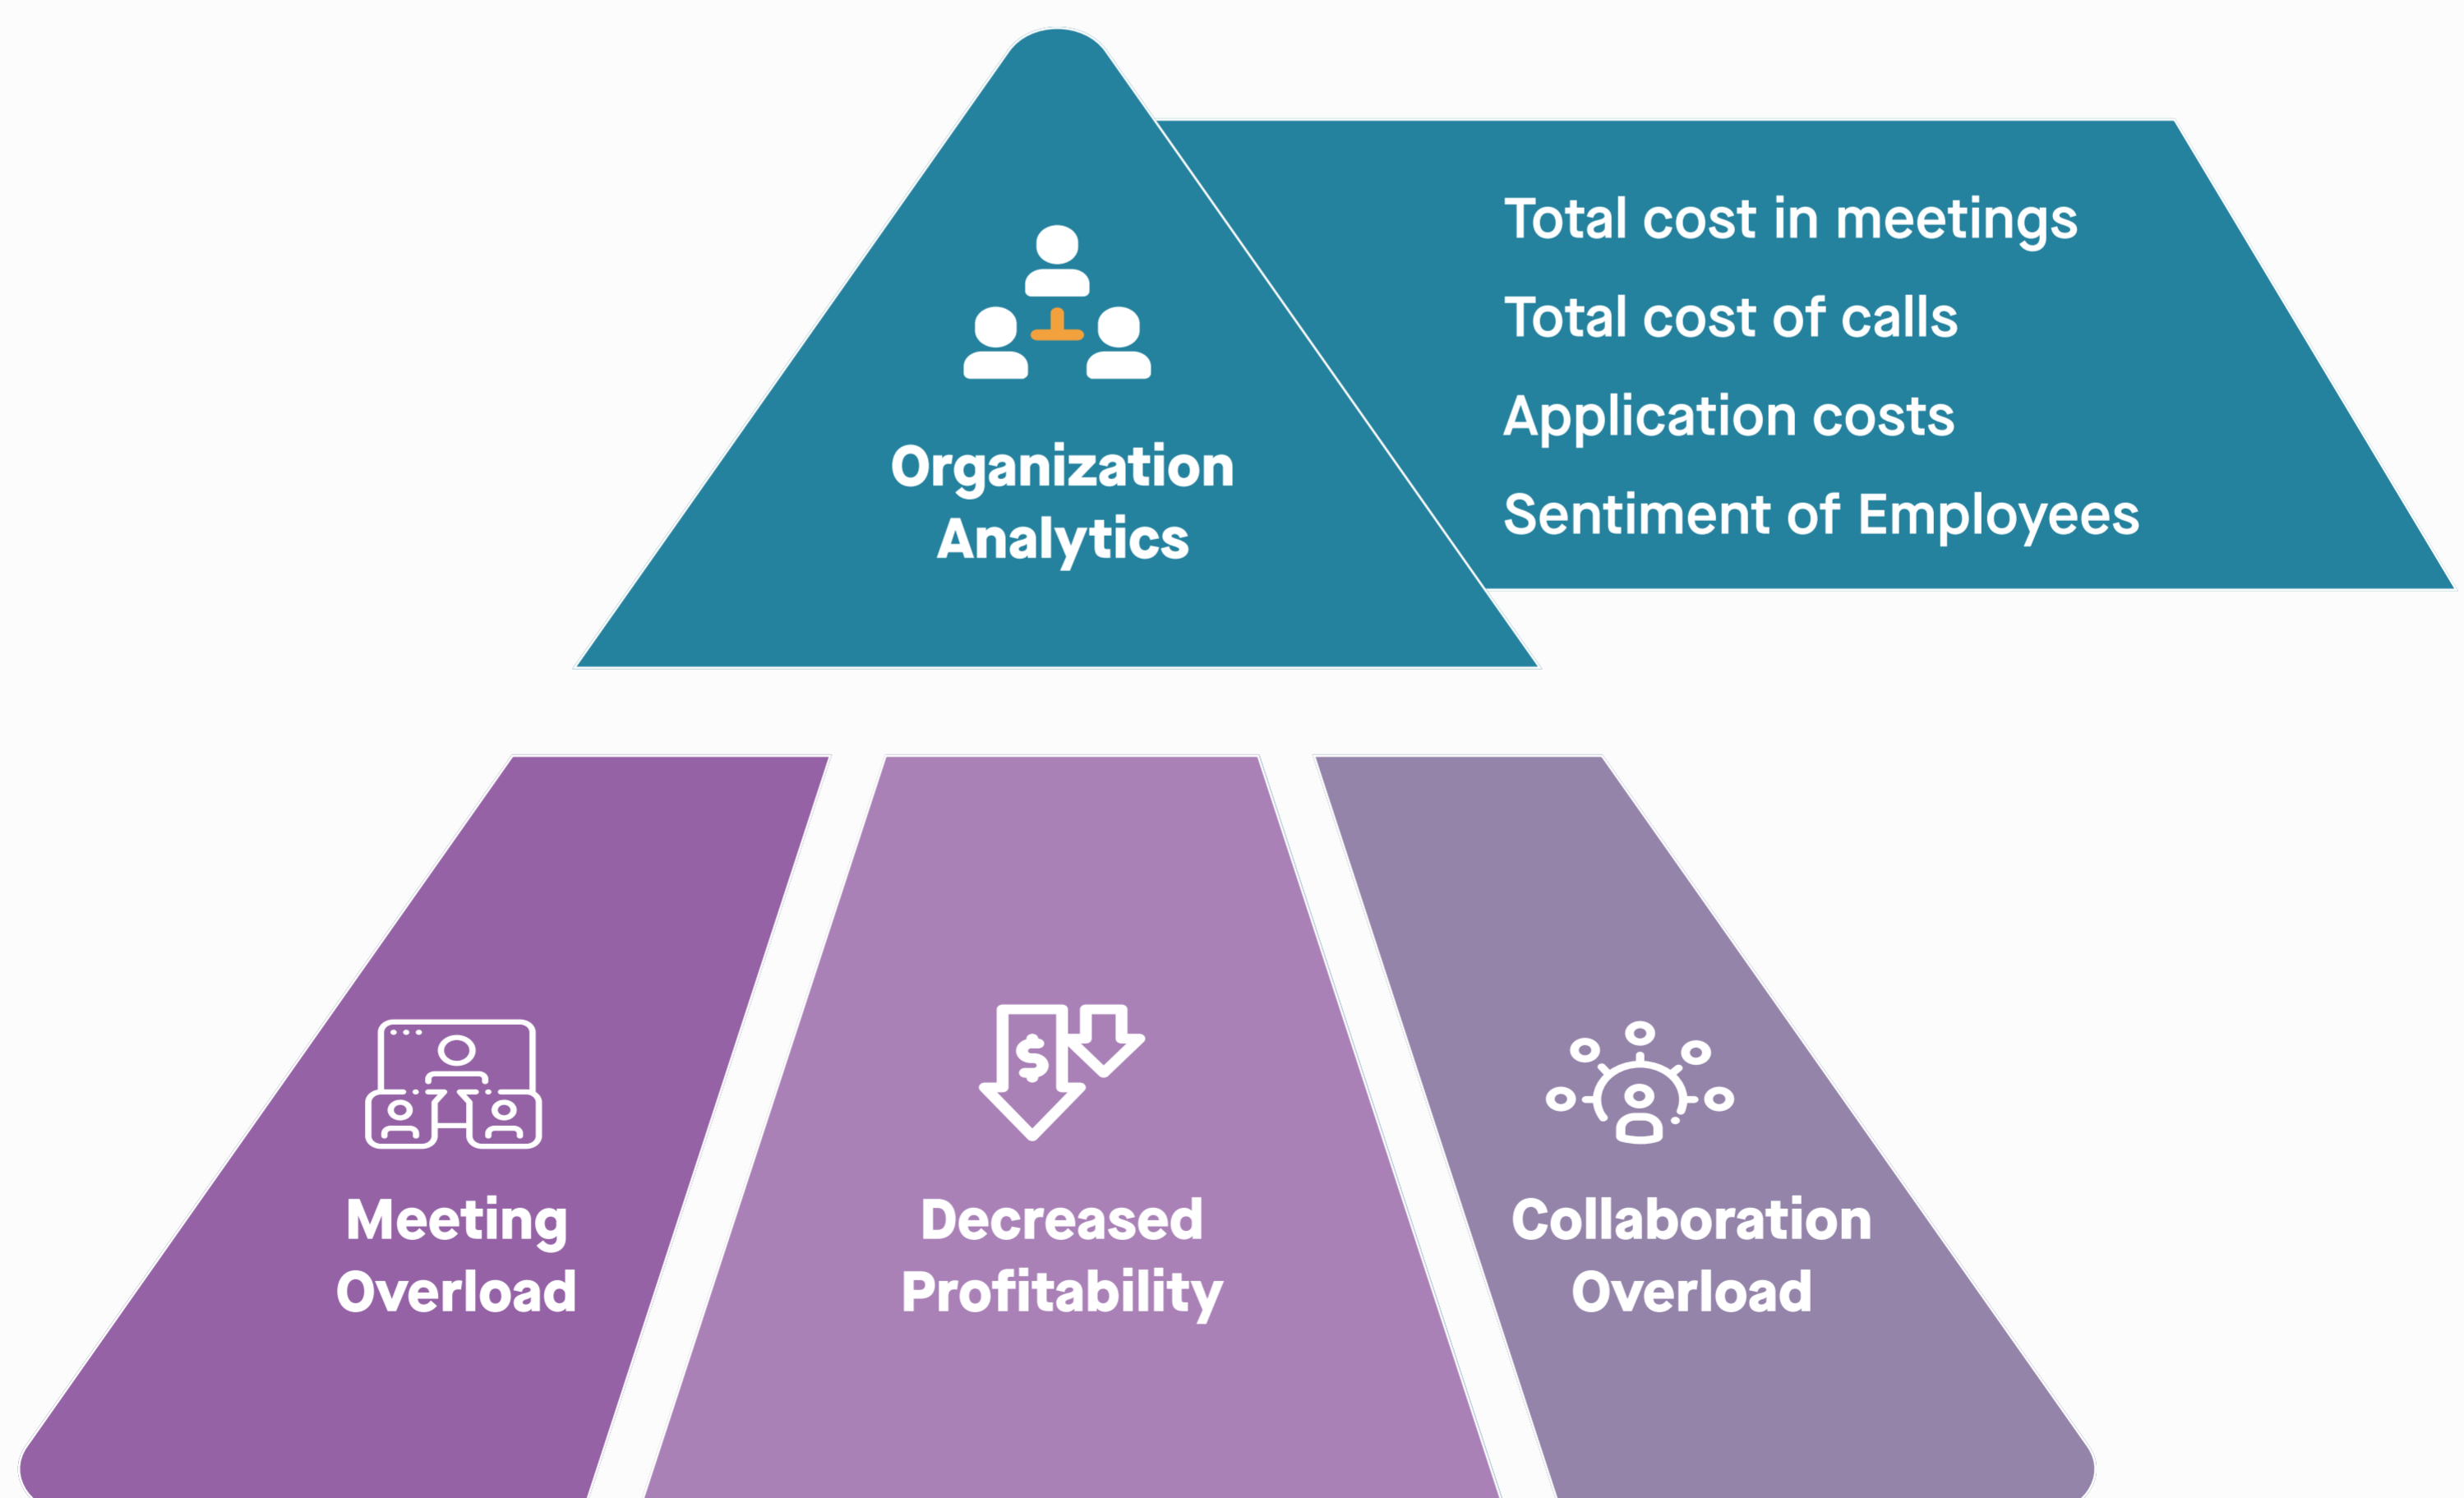 Organization
Analytics
Total cost in meetings
Total cost of calls
Application costs
Sentiment of Employees
Meeting
Overload
$
Decreased
Profitability
Collaboration
Overload